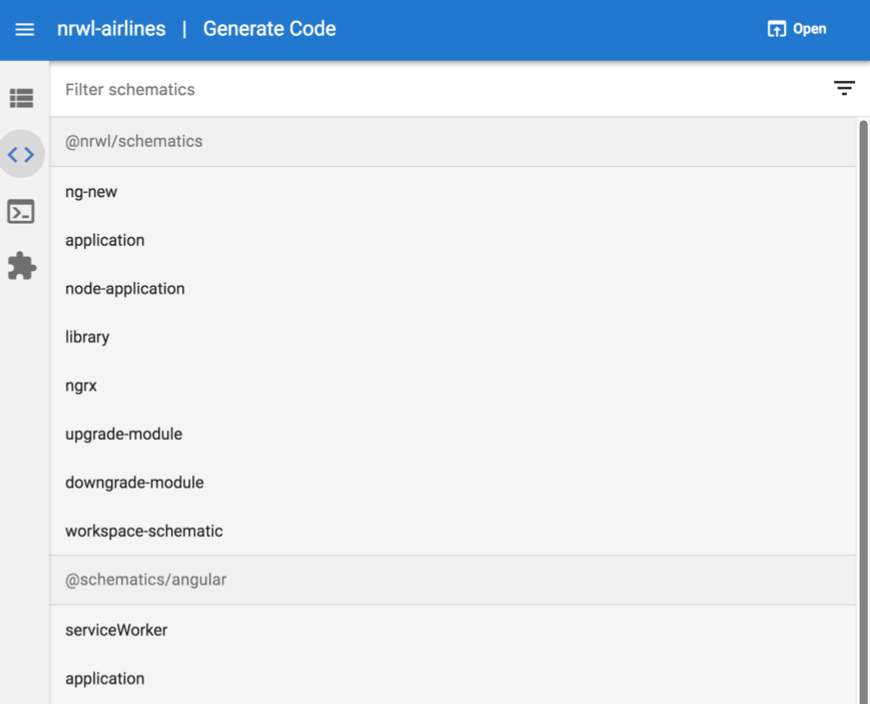 nrwl-airlines | Generate Code Open
Filter schematics
@nrwl/schematics
ng-new
application
node-application
library
ngrx
upgrade-module
downgrade-module
workspace-schematic
@schematics/angular
serviceWorker
application